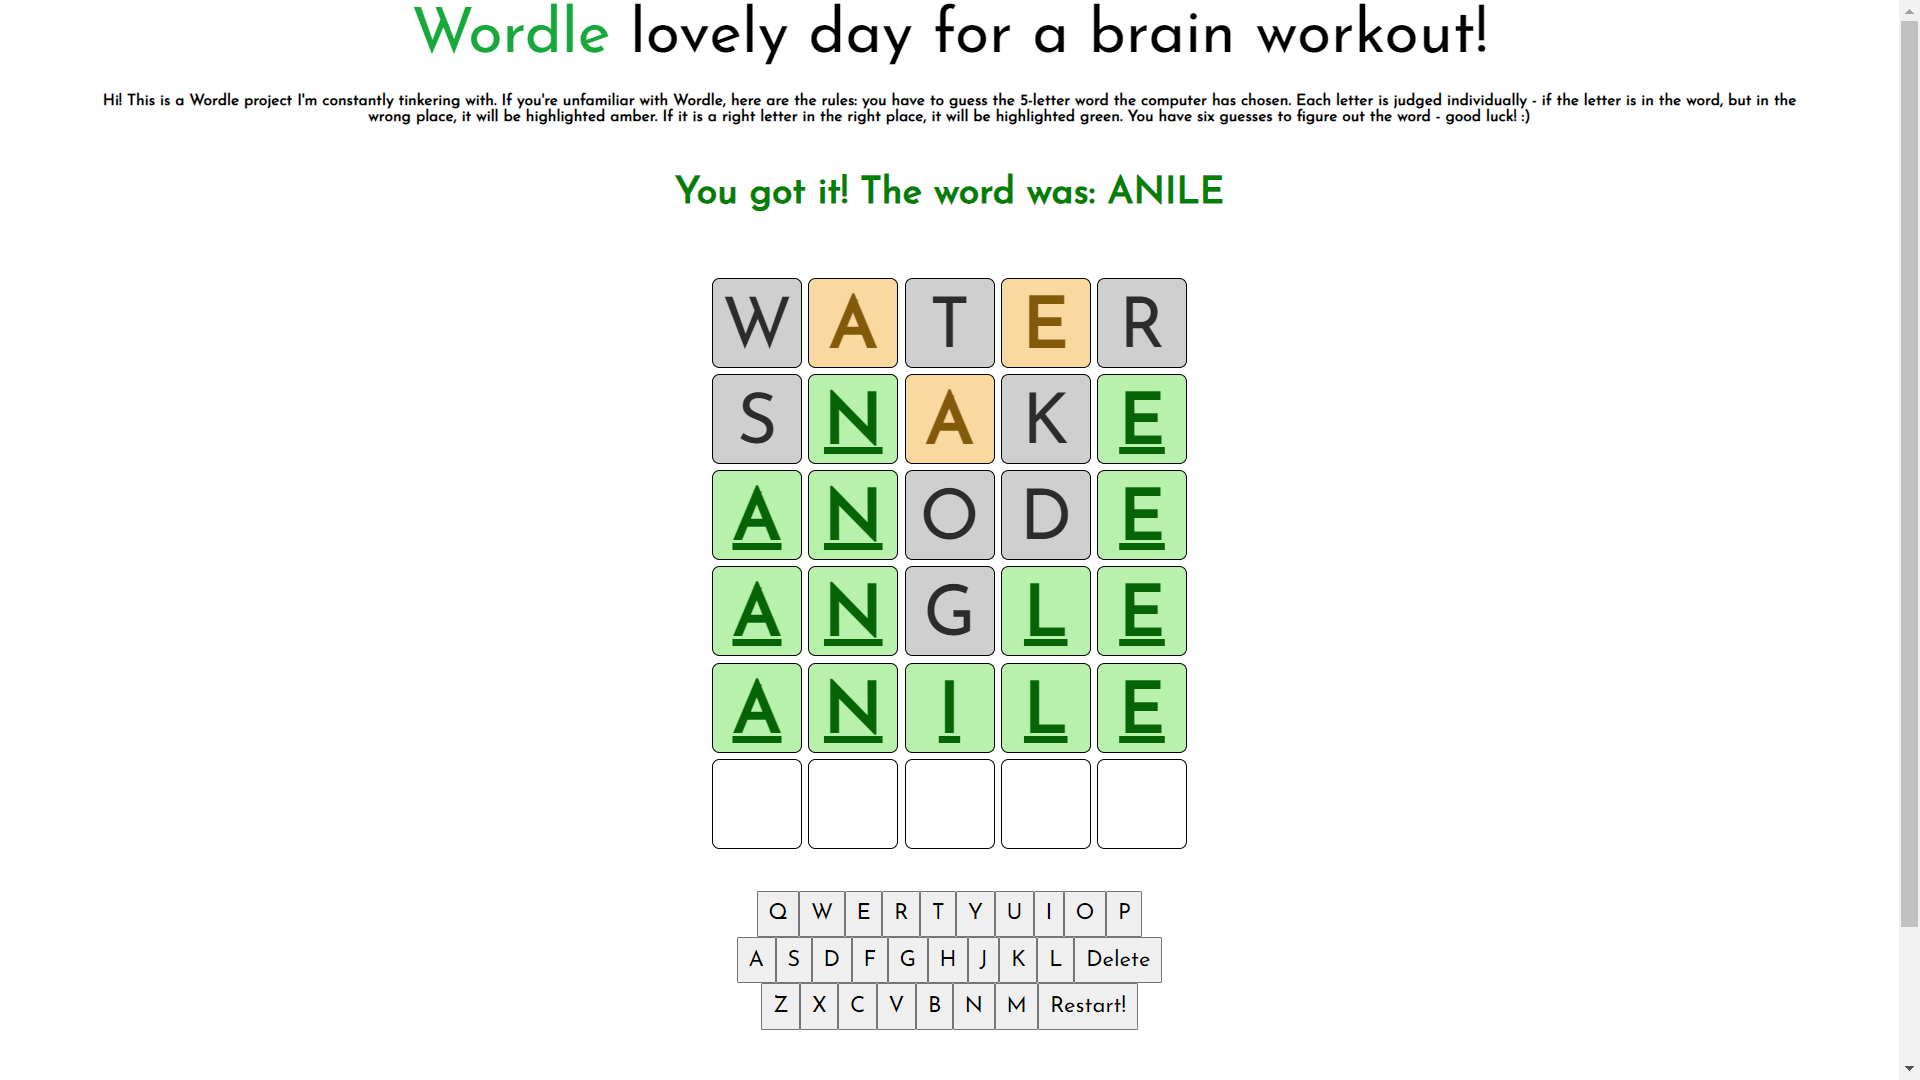 Wordle lovely day for a brain workout!
Hi! This is a Wordle project I'm constantly tinkering with. If you're unfamiliar with Wordle, here are the rules: you have to guess the 5-letter word the computer has chosen. Each letter is judged individually - if the letter is in the word, but in the
wrong place, it will be highlighted amber. If it is a right letter in the right place, it will be highlighted green. You have six guesses to figure out the word - good luck! :)
You got it! The word was: ANILE
W A T E R
S N A K E
A N O D E
A N G L E
A N I L E
Q W E R T Y U I O P
A S D F G H J K L Delete
Z X C V B N M Restart!